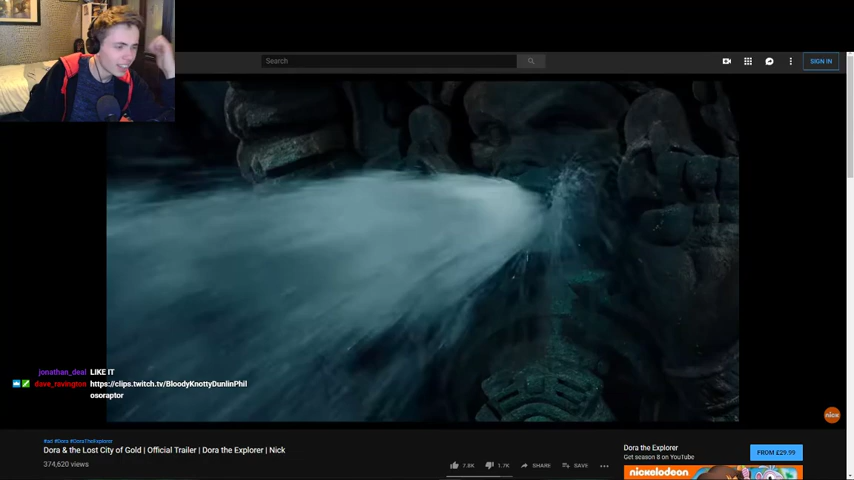 Search
SIGN IN
jonathan_deal LIKE IT
dave_ravington https://clips.twitch.tv/BloodyKnottyDunlinPhil
osoraptor
nick
#ad #Dora #DoraTheExplorer
Dora & the Lost City of Gold | Official Trailer | Dora the Explorer | Nick
374,620 views
7.8K
1.7K
SHARE
SAVE
Dora the Explorer
Get season 8 on YouTube
FROM £29.99
nickelodeon